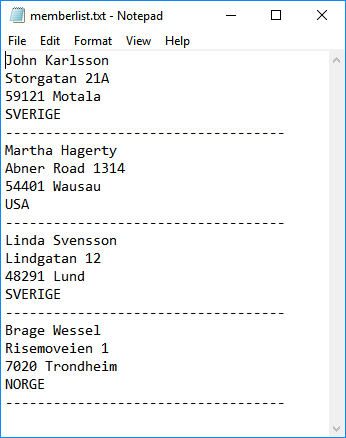 memberlist.txt - Notepad
File Edit Format View Help
John Karlsson
Storgatan 21A
59121 Motala
SVERIGE
-----------------------------------
Martha Hagerty
Abner Road 1314
54401 Wausau
USA
-----------------------------------
Linda Svensson
Lindgatan 12
48291 Lund
SVERIGE
-----------------------------------
Brage Wessel
Risemoveien 1
7020 Trondheim
NORGE
-----------------------------------